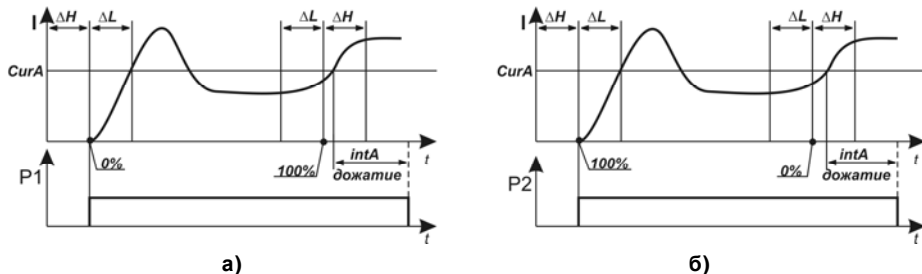 I ΔH ΔL ΔL ΔH
CurA
t
0%
100%
intA
дожатие
P1
t
а)
I ΔH ΔL ΔL ΔH
CurA
t
100%
0%
intA
дожатие
P2
t
б)